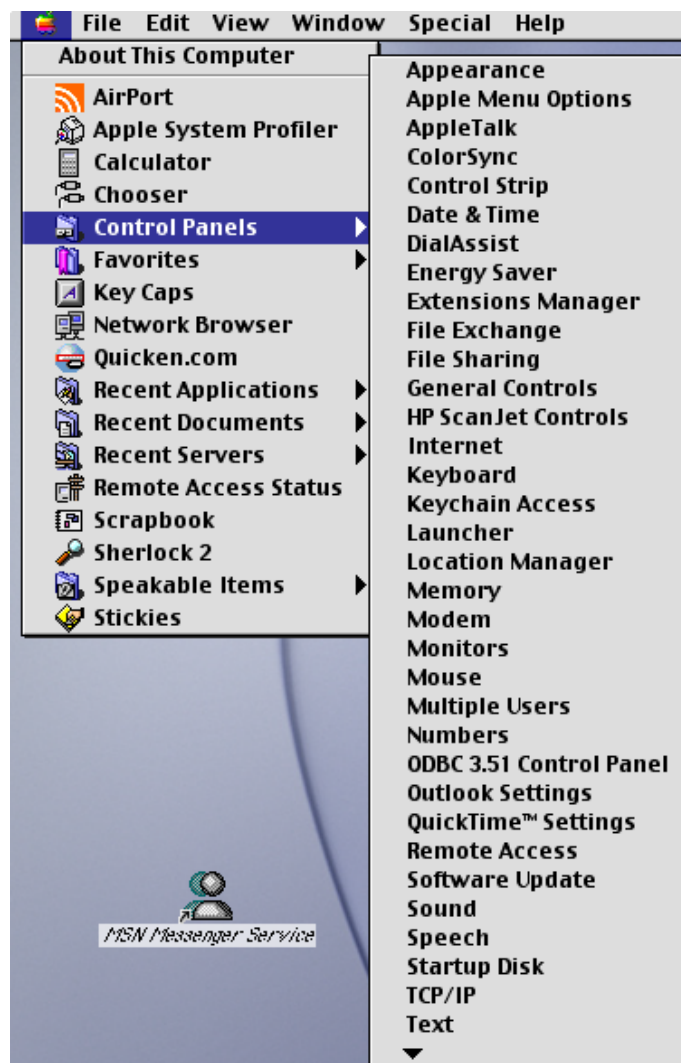 File Edit View Window Special Help
About This Computer
AirPort
Apple System Profiler
Calculator
Chooser
Control Panels
Favorites
Key Caps
Network Browser
Quicken.com
Recent Applications
Recent Documents
Recent Servers
Remote Access Status
Scrapbook
Sherlock 2
Speakable Items
Stickies
Appearance
Apple Menu Options
AppleTalk
ColorSync
Control Strip
Date & Time
DialAssist
Energy Saver
Extensions Manager
File Exchange
File Sharing
General Controls
HP ScanJet Controls
Internet
Keyboard
Keychain Access
Launcher
Location Manager
Memory
Modem
Monitors
Mouse
Multiple Users
Numbers
ODBC 3.51 Control Panel
Outlook Settings
QuickTime™ Settings
Remote Access
Software Update
Sound
Speech
Startup Disk
TCP/IP
Text
MSN Messenger Service